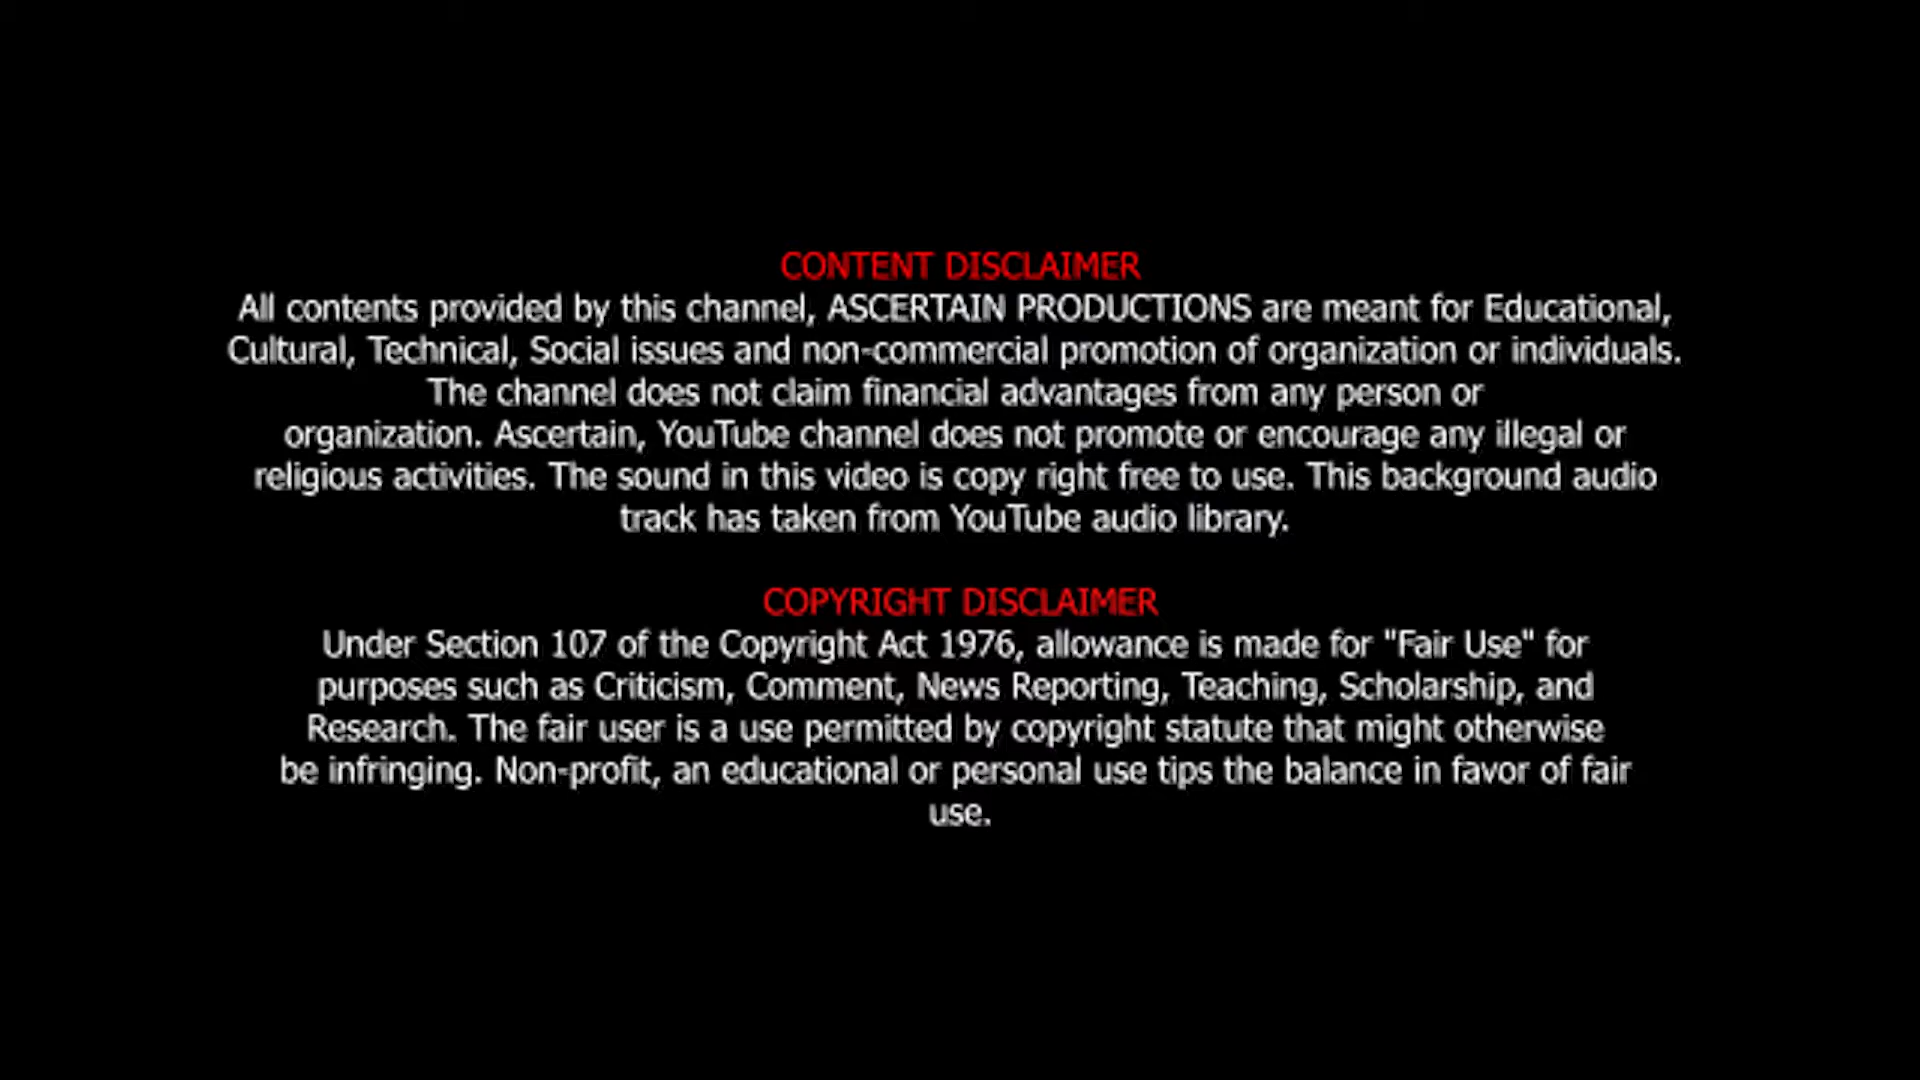 CONTENT DISCLAIMER
All contents provided by this channel, ASCERTAIN PRODUCTIONS are meant for Educational,
Cultural, Technical, Social issues and non-commercial promotion of organization or individuals.
The channel does not claim financial advantages from any person or
organization. Ascertain, YouTube channel does not promote or encourage any illegal or
religious activities. The sound in this video is copy right free to use. This background audio
track has taken from YouTube audio library.
COPYRIGHT DISCLAIMER
Under Section 107 of the Copyright Act 1976, allowance is made for "Fair Use" for
purposes such as Criticism, Comment, News Reporting, Teaching, Scholarship, and
Research. The fair user is a use permitted by copyright statute that might otherwise
be infringing. Non-profit, an educational or personal use tips the balance in favor of fair
use.